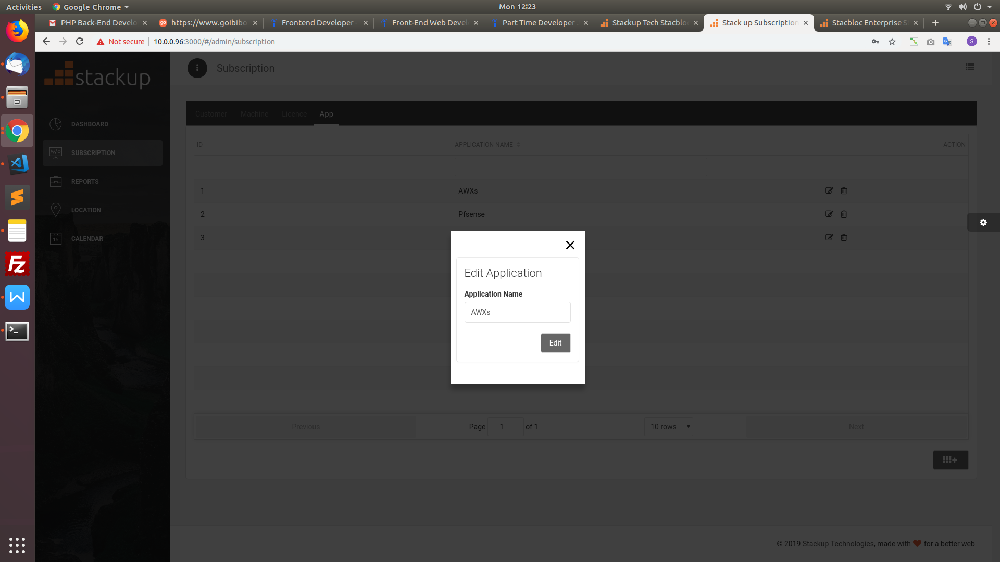 Activities Google Chrome Mon 12:23
PHP Back-End Develo https://www.goibibo Frontend Developer - Front-End Web Devel Part Time Developer Stackup Tech Stacbloc Stack up Subscription Stacbloc Enterprise S
Not secure 10.0.0.96:3000/#/admin/subscription S
stackup
Subscription
DASHBOARD
SUBSCRIPTION
REPORTS
LOCATION
15 CALENDAR
Customer Machine Licence App
ID APPLICATION NAME ACTION
1 AWXs
2 Pfsense
3
Edit Application
Application Name
AWXs
Edit
Previous Page 1 of 1 10 rows Next
© 2019 Stackup Technologies, made with ❤ for a better web